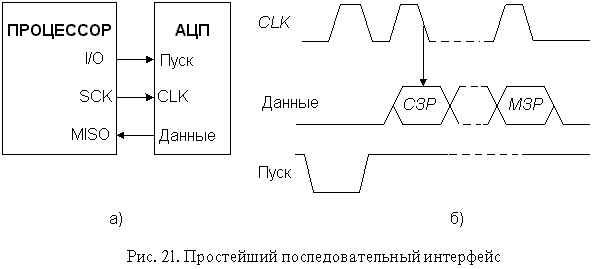 ПРОЦЕССОР
АЦП
I/O
Пуск
SCK
CLK
MISO
Данные
а)
CLK
Данные
СЗР
МЗР
Пуск
б)
Рис. 21. Простейший последовательный интерфейс